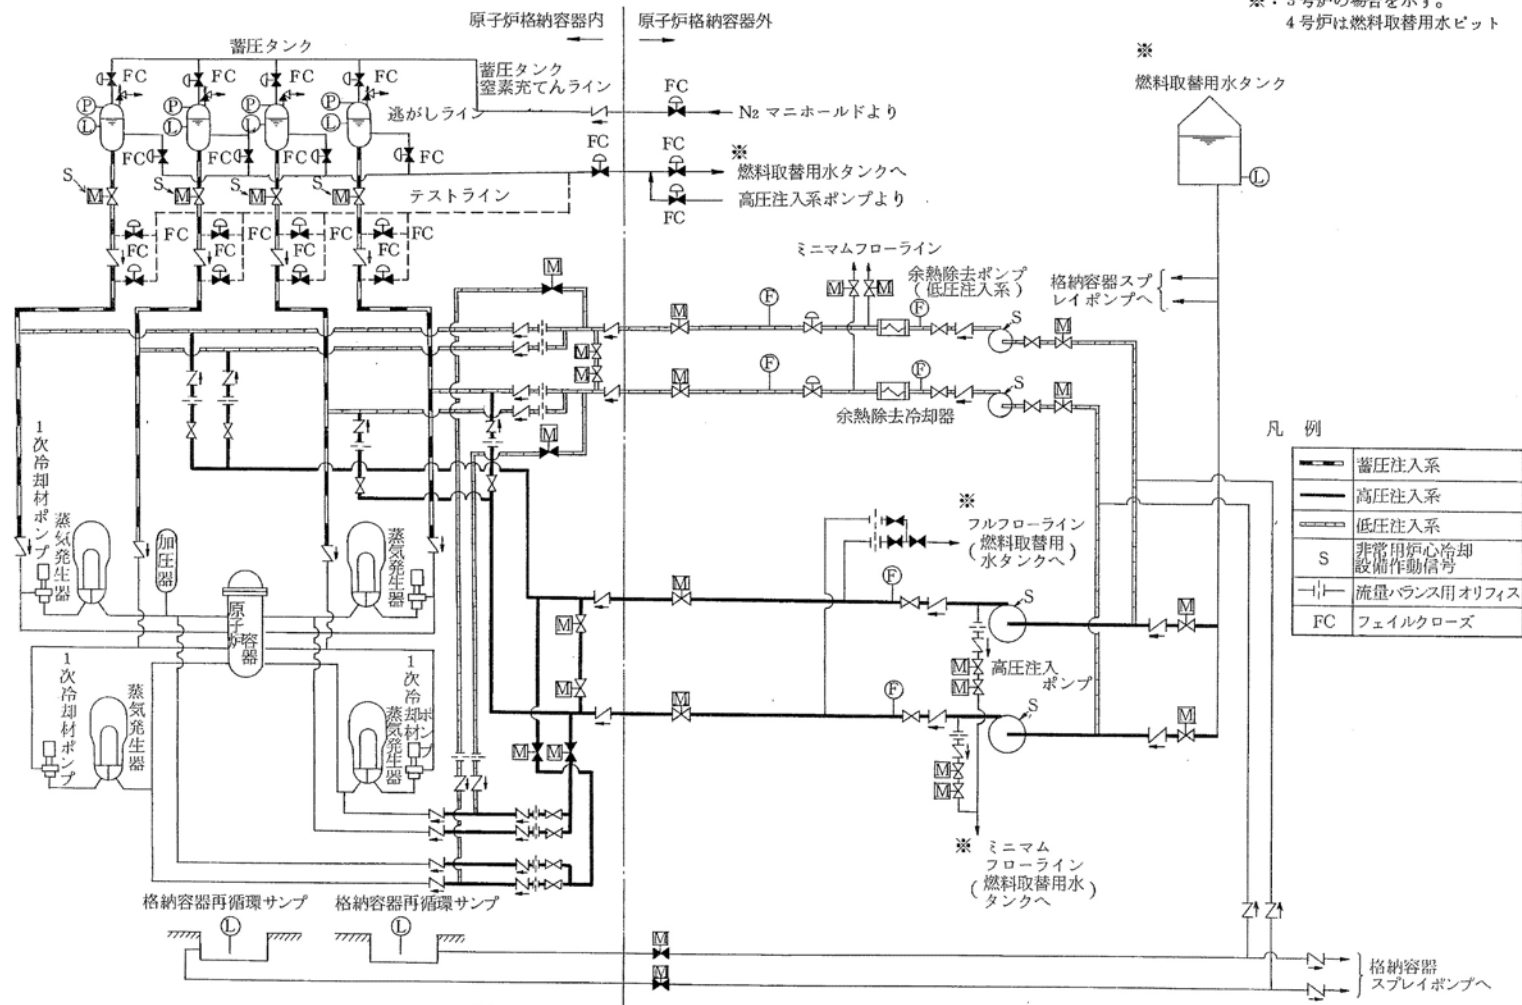 ※：3号炉の場合を示す。
4号炉は燃料取替用水ピット
原子炉格納容器内
原子炉格納容器外
蓄圧タンク
蓄圧タンク
窒素充てんライン
FC
FC
FC
FC
P
P
P
P
L
L
L
L
逃がしライン
FC
N₂ マニホールドより
※
燃料取替用水タンク
L
FC
FC
FC
FC
FC
FC
※
燃料取替用水タンクへ
高圧注入系ポンプより
FC
S
S
S
S
M
M
M
M
テストライン
FC
FC
FC
FC
FC
FC
FC
FC
ミニマムフローライン
余熱除去ポンプ
（低圧注入系）
格納容器スプ
レイポンプへ
M
M
M
M
F
F
S
M
M
M
M
F
F
S
M
余熱除去冷却器
M
凡例
蓄圧注入系
高圧注入系
低圧注入系
S
非常用炉心冷却
設備作動信号
流量バランス用オリフィス
FC
フェイルクローズ
1次冷却材ポンプ
蒸気発生器
加圧器
蒸気発生器
原子炉容器
※
フルフローライン
（燃料取替用
水タンクへ）
M
F
S
M
M
M
M
高圧注入
ポンプ
M
M
F
S
M
1次冷却材ポンプ
蒸気発生器
蒸気発生器
1次冷却材ポンプ
M
M
M
M
※
ミニマム
フローライン
（燃料取替用水
タンクへ）
格納容器再循環サンプ
格納容器再循環サンプ
L
L
M
M
格納容器
スプレイポンプへ